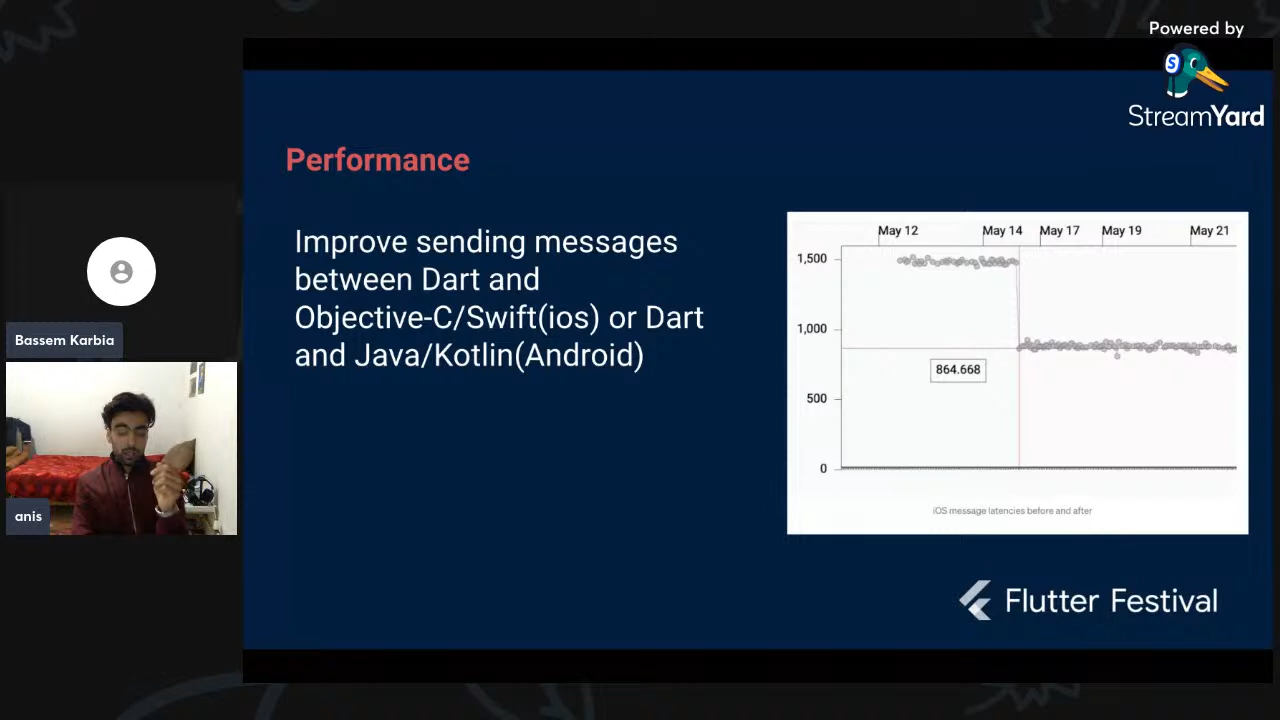 Powered by
StreamYard
Performance
Improve sending messages
between Dart and
Objective-C/Swift(ios) or Dart
and Java/Kotlin(Android)
May 12
May 14
May 17
May 19
May 21
1,500
1,000
864.668
500
0
iOS message latencies before and after
Bassem Karbia
anis
Flutter Festival